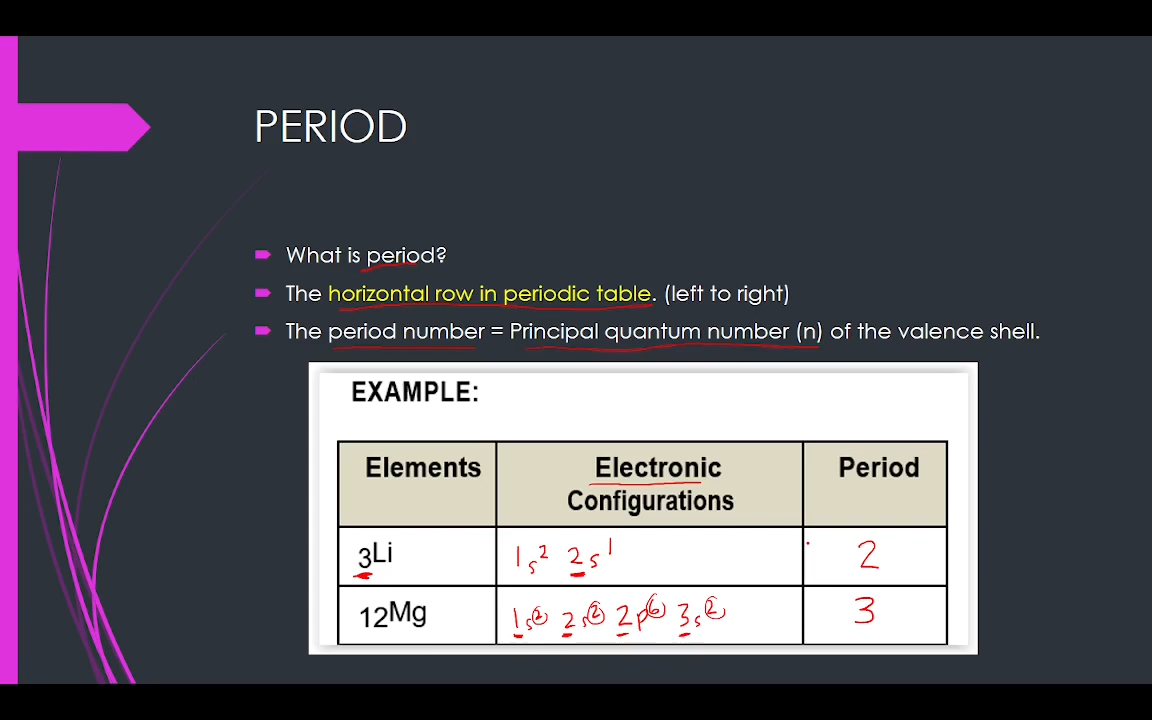 PERIOD
What is period?
The horizontal row in periodic table. (left to right)
The period number = Principal quantum number (n) of the valence shell.
EXAMPLE:
Elements Electronic Configurations Period
3Li 1s² 2s¹ 2
12Mg 1s² 2s² 2p⁶ 3s² 3